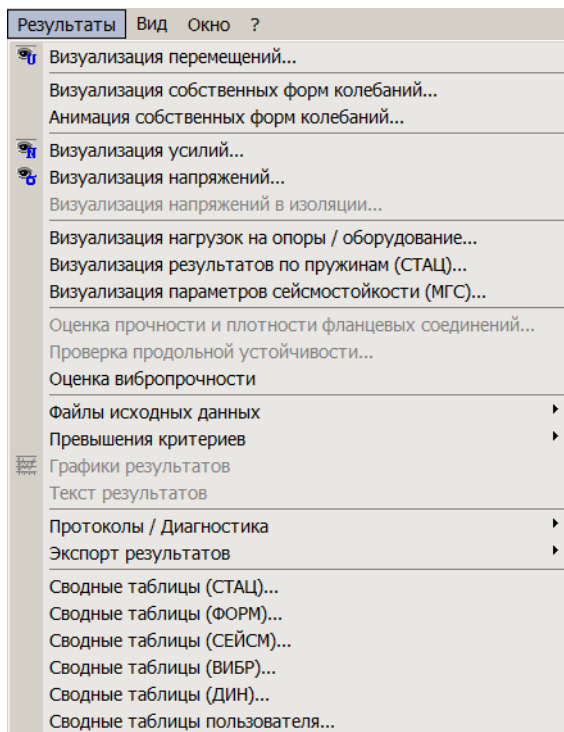 Результаты Вид Окно ?
Визуализация перемещений...
Визуализация собственных форм колебаний...
Анимация собственных форм колебаний...
Визуализация усилий...
Визуализация напряжений...
Визуализация напряжений в изоляции...
Визуализация нагрузок на опоры / оборудование...
Визуализация результатов по пружинам (СТАЦ)...
Визуализация параметров сейсмостойкости (МГС)...
Оценка прочности и плотности фланцевых соединений...
Проверка продольной устойчивости...
Оценка вибропрочности
Файлы исходных данных
Превышения критериев
Графики результатов
Текст результатов
Протоколы / Диагностика
Экспорт результатов
Сводные таблицы (СТАЦ)...
Сводные таблицы (ФОРМ)...
Сводные таблицы (СЕЙСМ)...
Сводные таблицы (ВИБР)...
Сводные таблицы (ДИН)...
Сводные таблицы пользователя...